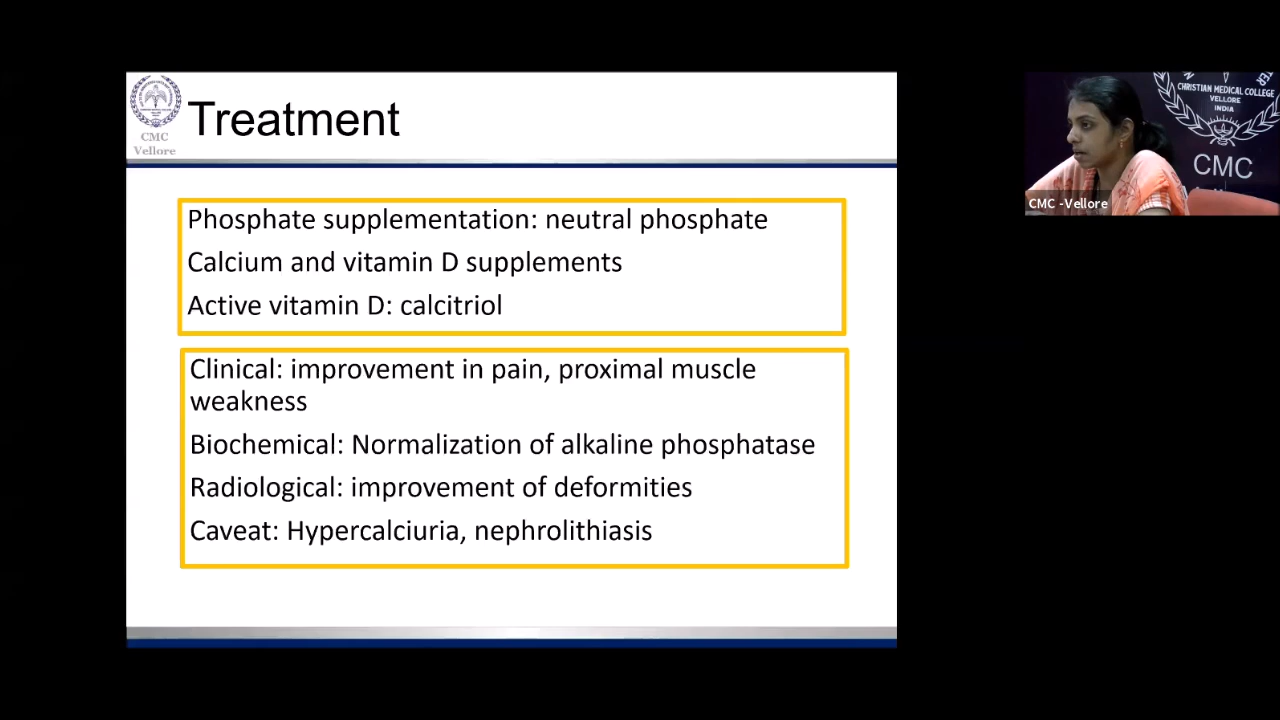 Treatment
CMC
Vellore
Phosphate supplementation: neutral phosphate
Calcium and vitamin D supplements
Active vitamin D: calcitriol
Clinical: improvement in pain, proximal muscle
weakness
Biochemical: Normalization of alkaline phosphatase
Radiological: improvement of deformities
Caveat: Hypercalciuria, nephrolithiasis
CHRISTIAN MEDICAL COLLEGE
VELLORE
INDIA
CMC
CMC -Vellore